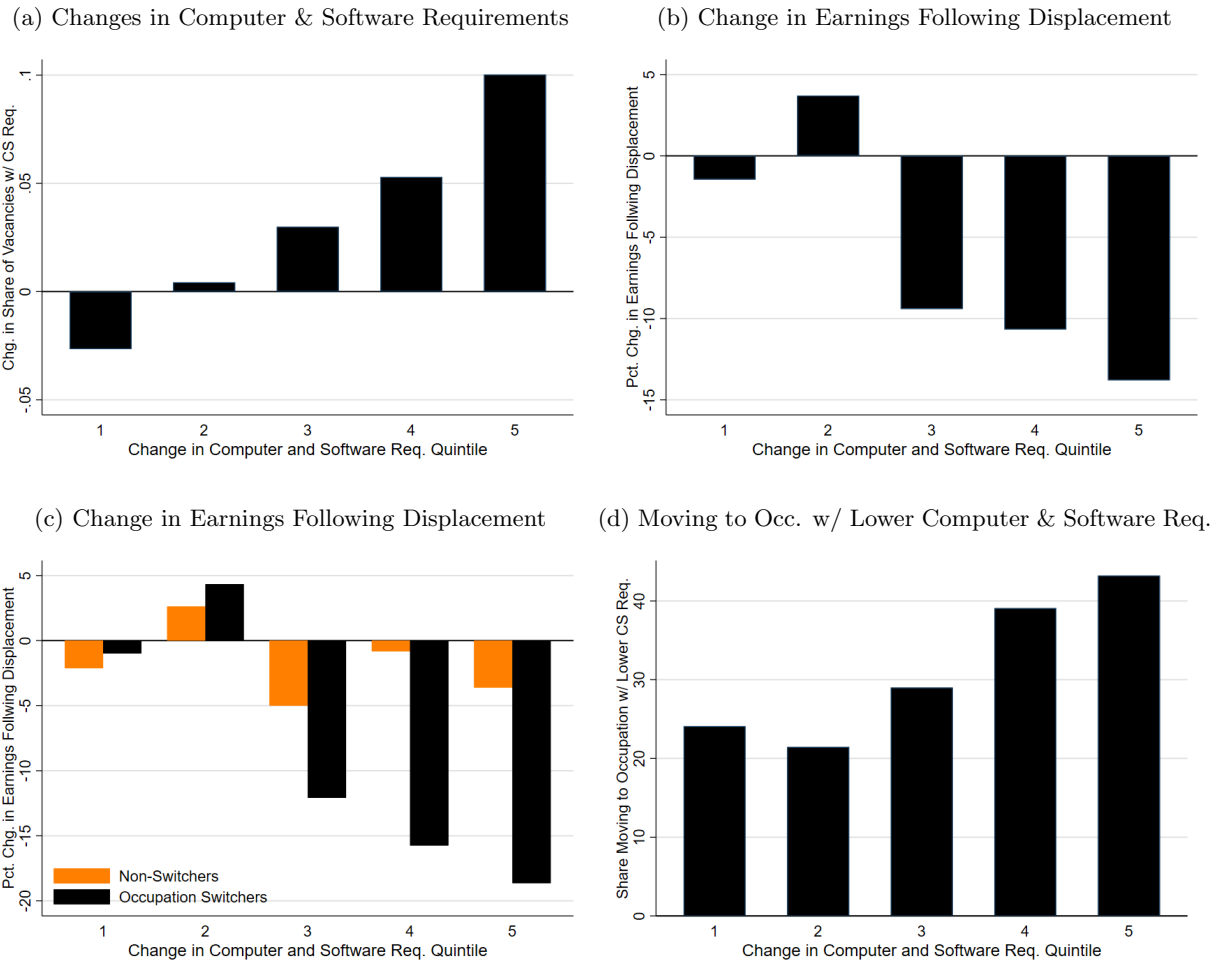 (a) Changes in Computer & Software Requirements
Chg. in Share of Vacancies w/ CS Req.
.1
.05
0
-.05
1 2 3 4 5
Change in Computer and Software Req. Quintile
(b) Change in Earnings Following Displacement
Pct. Chg. in Earnings Follwing Displacement
5
0
-5
-10
-15
1 2 3 4 5
Change in Computer and Software Req. Quintile
(c) Change in Earnings Following Displacement
Pct. Chg. in Earnings Follwing Displacement
5
0
-5
-10
-15
-20
Non-Switchers
Occupation Switchers
1 2 3 4 5
Change in Computer and Software Req. Quintile
(d) Moving to Occ. w/ Lower Computer & Software Req.
Share Moving to Occupation w/ Lower CS Req.
40
30
20
10
0
1 2 3 4 5
Change in Computer and Software Req. Quintile